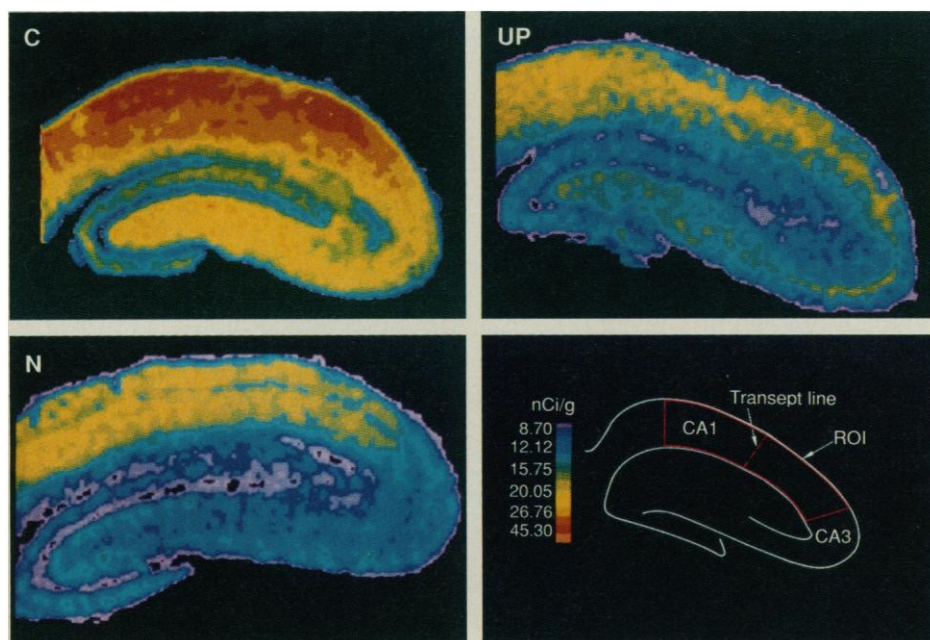 C
UP
N
nCi/g
8.70
12.12
15.75
20.05
26.76
45.30
CA1
Transept line
ROI
CA3